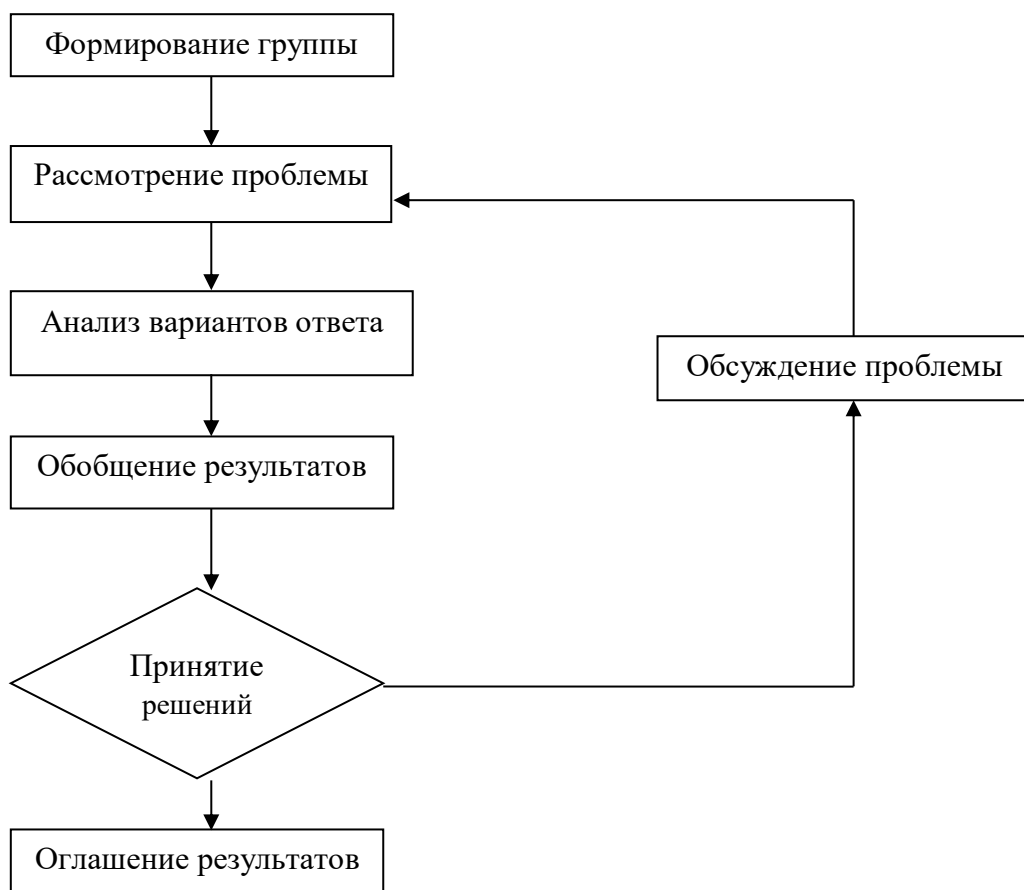 Формирование группы
Рассмотрение проблемы
Анализ вариантов ответа
Обсуждение проблемы
Обобщение результатов
Принятие
решений
Оглашение результатов